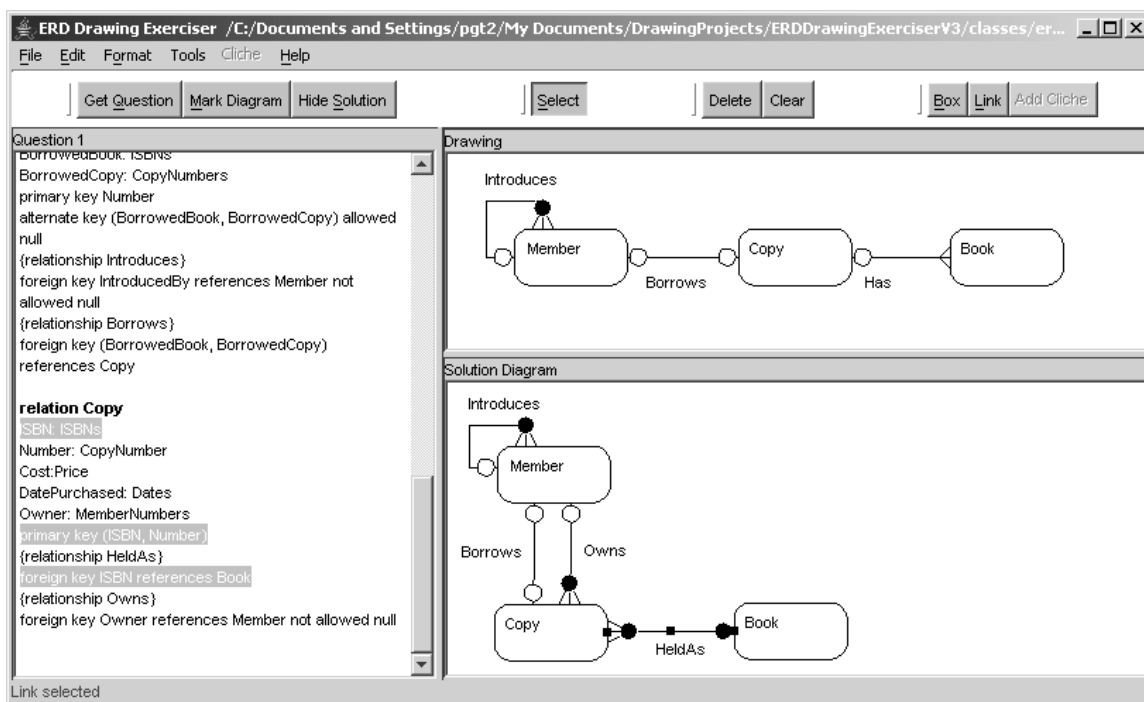 ERD Drawing Exerciser /C:/Documents and Settings/pgt2/My Documents/DrawingProjects/ERDDrawingExerciserV3/classes/er...
File Edit Format Tools Cliche Help
Get Question Mark Diagram Hide Solution Select Delete Clear Box Link Add Cliche
Question 1
BorrowedBook: ISBNs
BorrowedCopy: CopyNumbers
primary key Number
alternate key (BorrowedBook, BorrowedCopy) allowed
null
{relationship Introduces}
foreign key IntroducedBy references Member not
allowed null
{relationship Borrows}
foreign key (BorrowedBook, BorrowedCopy)
references Copy
relation Copy
ISBN: ISBNs
Number: CopyNumber
Cost:Price
DatePurchased: Dates
Owner: MemberNumbers
primary key (ISBN, Number)
{relationship HeldAs}
foreign key ISBN references Book
{relationship Owns}
foreign key Owner references Member not allowed null
Drawing
Introduces
Member Copy Book
Borrows Has
Solution Diagram
Introduces
Member
Borrows Owns
Copy Book
HeldAs
Link selected